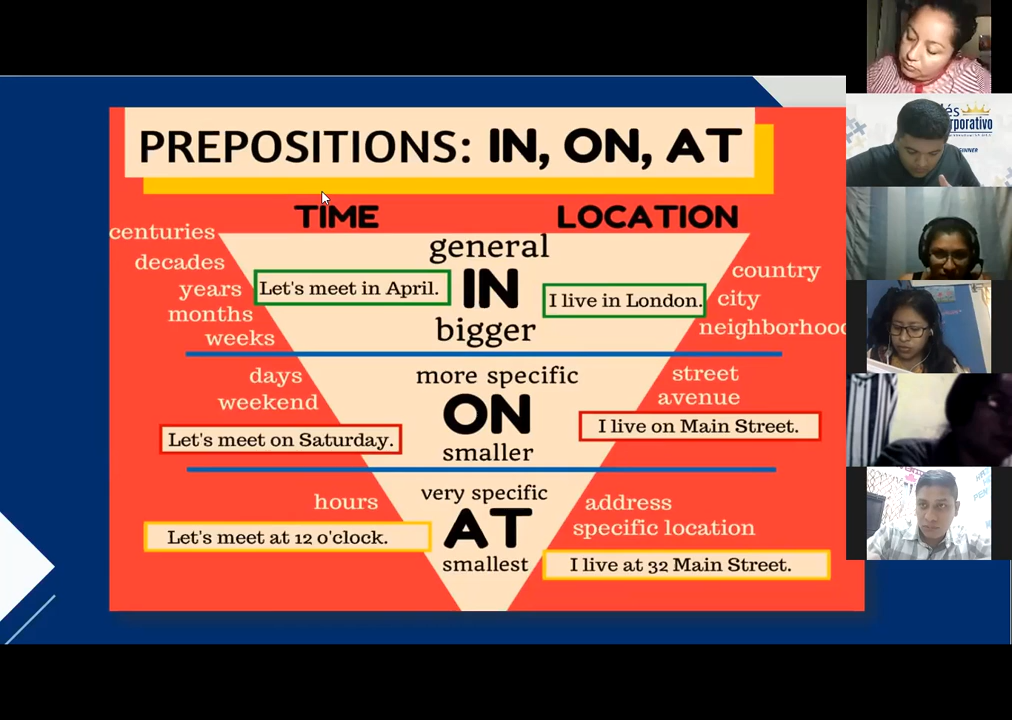 PREPOSITIONS: IN, ON, AT
TIME
LOCATION
centuries
decades
years
months
weeks
general
IN
bigger
Let's meet in April.
I live in London.
country
city
neighborhood
days
weekend
Let's meet on Saturday.
more specific
ON
smaller
street
avenue
I live on Main Street.
hours
Let's meet at 12 o'clock.
very specific
AT
smallest
address
specific location
I live at 32 Main Street.
és
rporativo